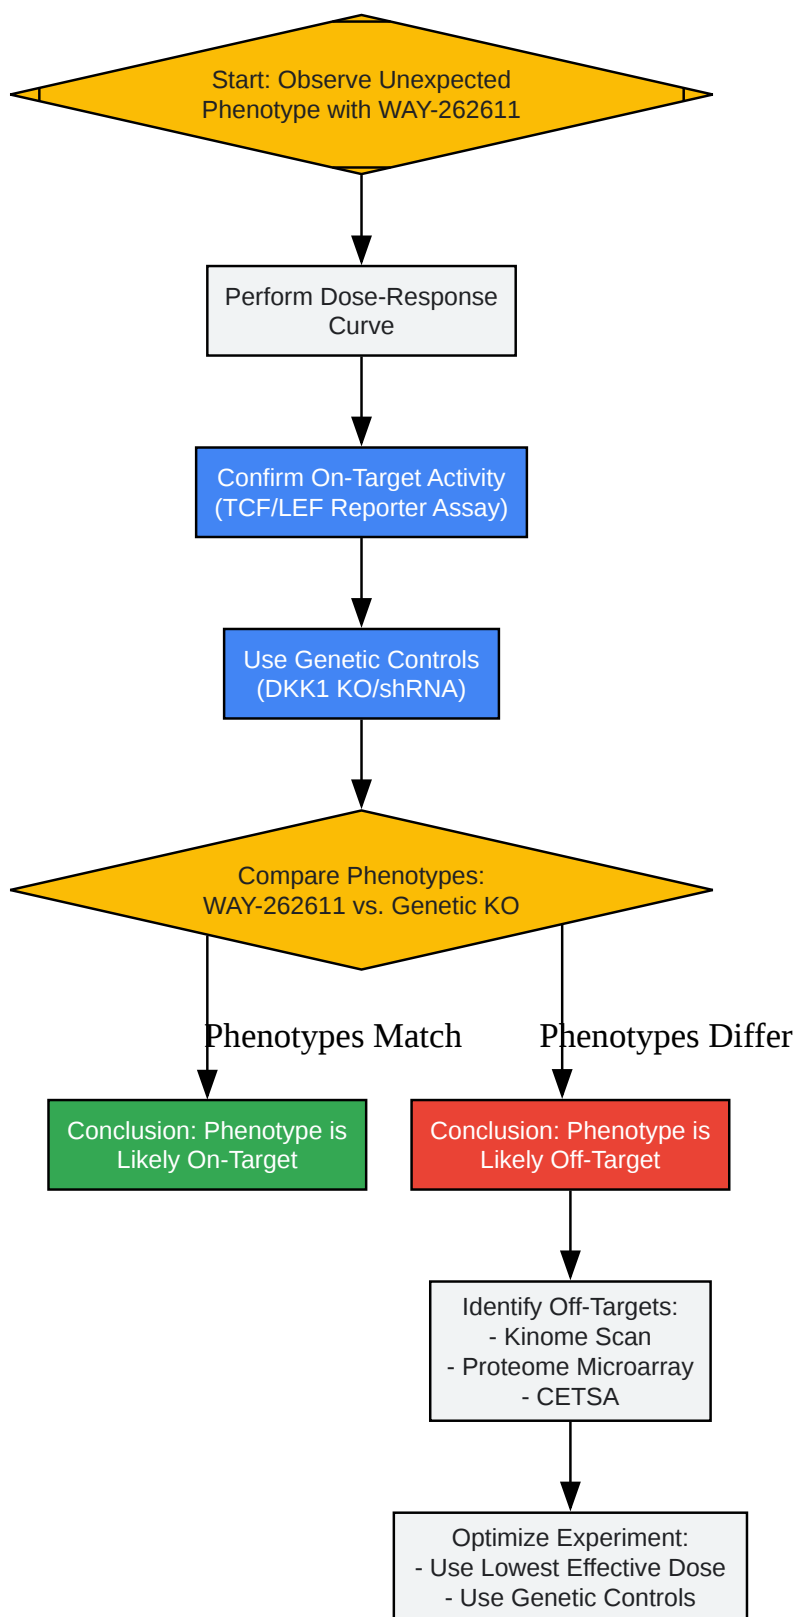 Start: Observe Unexpected
Phenotype with WAY-262611
Perform Dose-Response
Curve
Confirm On-Target Activity
(TCF/LEF Reporter Assay)
Use Genetic Controls
(DKK1 KO/shRNA)
Compare Phenotypes:
WAY-262611 vs. Genetic KO
Phenotypes Match
Phenotypes Differ
Conclusion: Phenotype is
Likely On-Target
Conclusion: Phenotype is
Likely Off-Target
Identify Off-Targets:
- Kinome Scan
- Proteome Microarray
- CETSA
Optimize Experiment:
- Use Lowest Effective Dose
- Use Genetic Controls